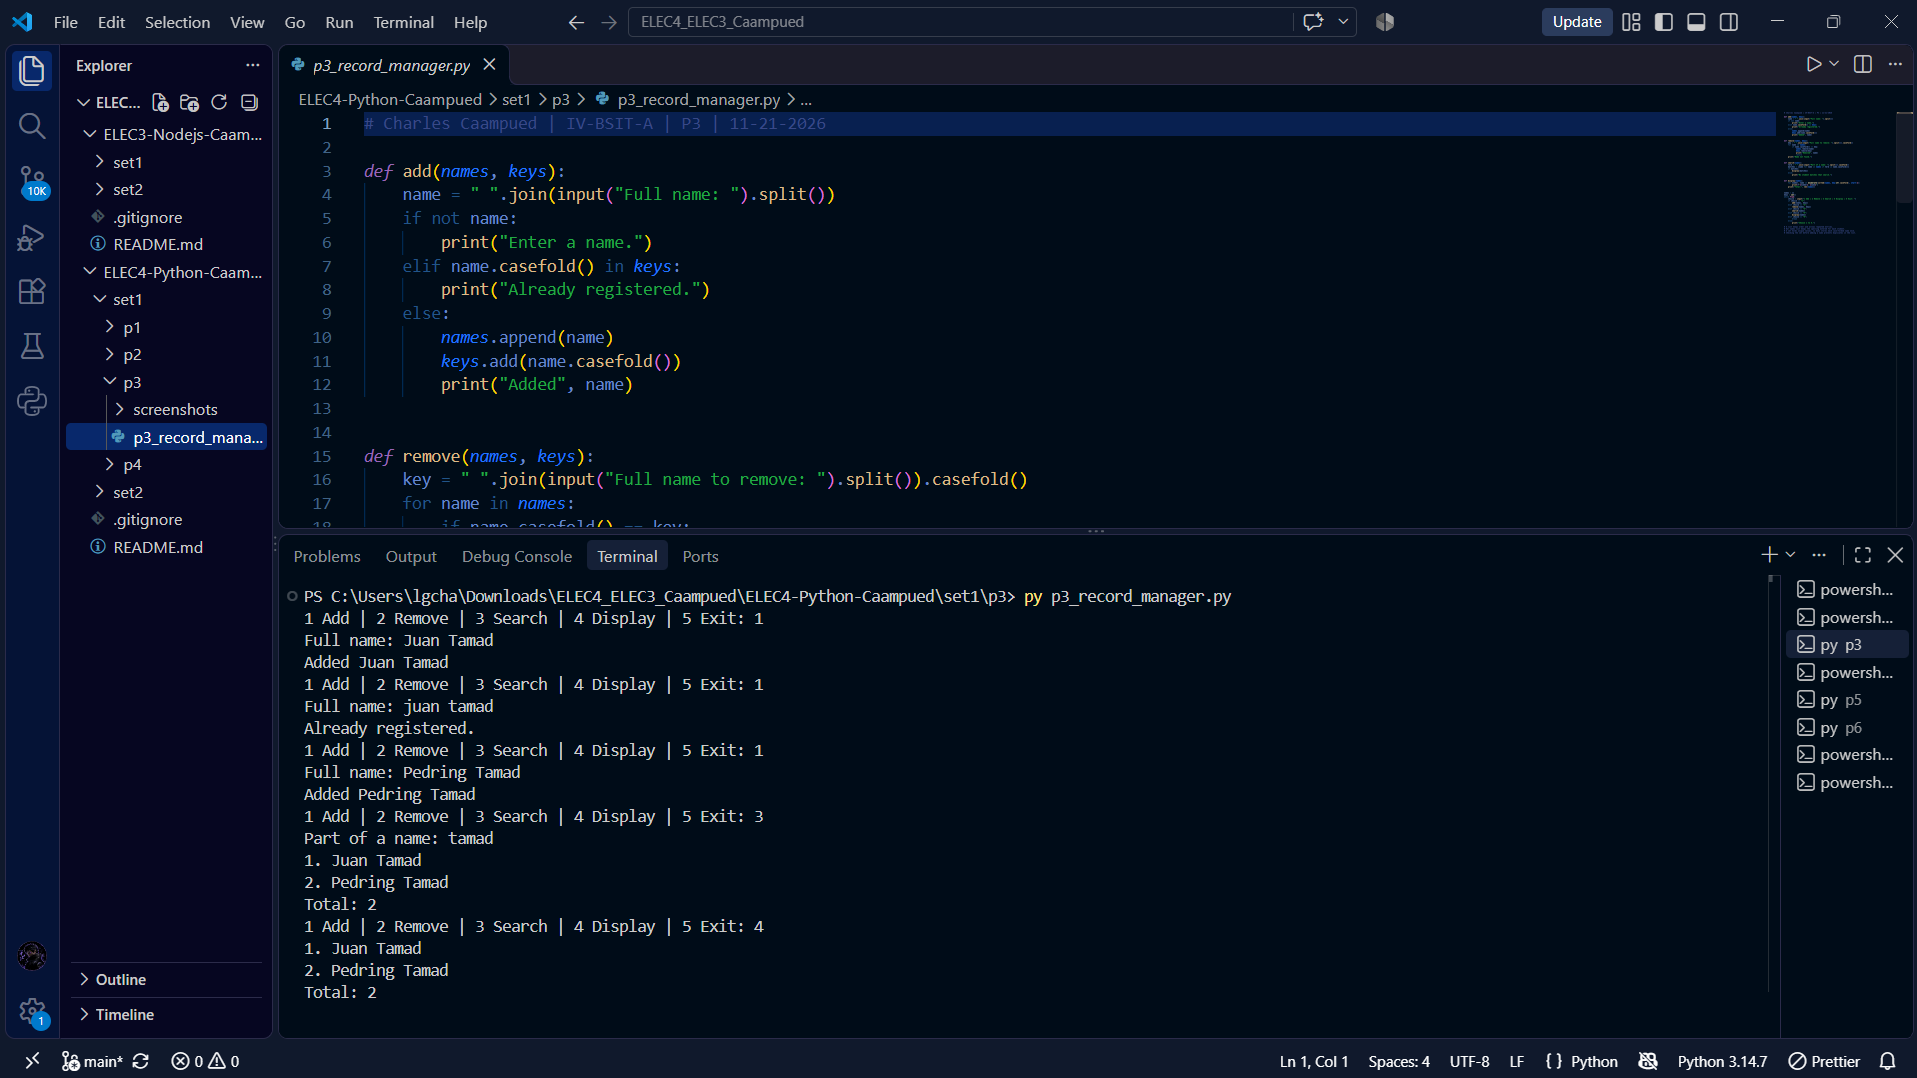 File Edit Selection View Go Run Terminal Help
ELEC4_ELEC3_Caampued
Update
Explorer
ELEC...
ELEC3-Nodejs-Caam...
set1
set2
.gitignore
README.md
ELEC4-Python-Caam...
set1
p1
p2
p3
screenshots
p3_record_mana...
p4
set2
.gitignore
README.md
Outline
Timeline
10K
1
p3_record_manager.py
ELEC4-Python-Caampued > set1 > p3 > p3_record_manager.py > ...
1 # Charles Caampued | IV-BSIT-A | P3 | 11-21-2026
2
3 def add(names, keys):
4 name = " ".join(input("Full name: ").split())
5 if not name:
6 print("Enter a name.")
7 elif name.casefold() in keys:
8 print("Already registered.")
9 else:
10 names.append(name)
11 keys.add(name.casefold())
12 print("Added", name)
13
14
15 def remove(names, keys):
16 key = " ".join(input("Full name to remove: ").split()).casefold()
17 for name in names:
18 if name.casefold() == key:
Problems Output Debug Console Terminal Ports
PS C:\Users\lgcha\Downloads\ELEC4_ELEC3_Caampued\ELEC4-Python-Caampued\set1\p3> py p3_record_manager.py
1 Add | 2 Remove | 3 Search | 4 Display | 5 Exit: 1
Full name: Juan Tamad
Added Juan Tamad
1 Add | 2 Remove | 3 Search | 4 Display | 5 Exit: 1
Full name: juan tamad
Already registered.
1 Add | 2 Remove | 3 Search | 4 Display | 5 Exit: 1
Full name: Pedring Tamad
Added Pedring Tamad
1 Add | 2 Remove | 3 Search | 4 Display | 5 Exit: 3
Part of a name: tamad
1. Juan Tamad
2. Pedring Tamad
Total: 2
1 Add | 2 Remove | 3 Search | 4 Display | 5 Exit: 4
1. Juan Tamad
2. Pedring Tamad
Total: 2
powersh...
powersh...
py p3
powersh...
py p5
py p6
powersh...
powersh...
main* 0 0
Ln 1, Col 1 Spaces: 4 UTF-8 LF { } Python Python 3.14.7 Prettier